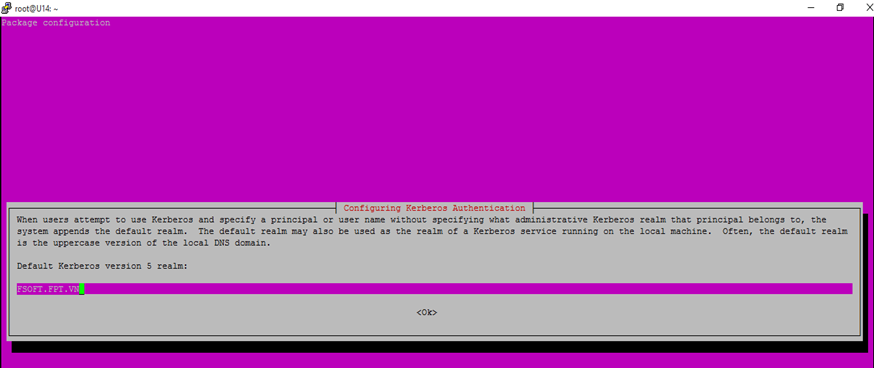 root@U14: ~
Package configuration
Configuring Kerberos Authentication
When users attempt to use Kerberos and specify a principal or user name without specifying what administrative Kerberos realm that principal belongs to, the
system appends the default realm.  The default realm may also be used as the realm of a Kerberos service running on the local machine.  Often, the default realm
is the uppercase version of the local DNS domain.
Default Kerberos version 5 realm:
FSOFT.FPT.VN
<Ok>